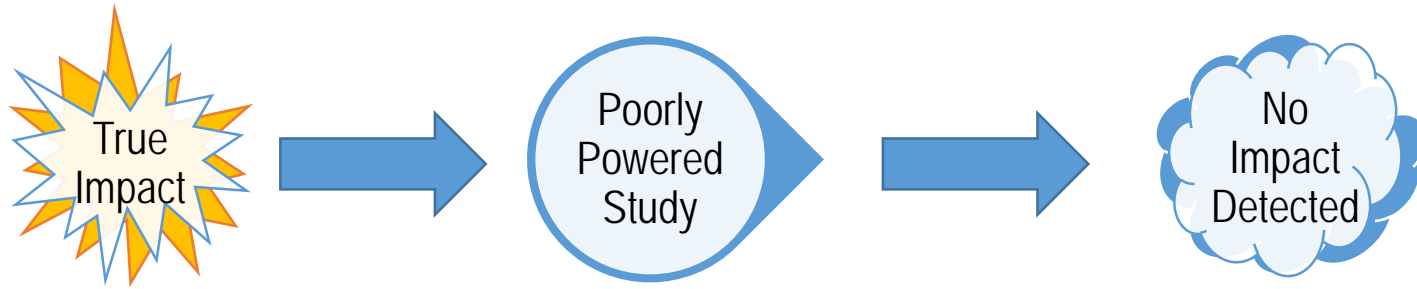 True
Impact
Poorly
Powered
Study
No
Impact
Detected